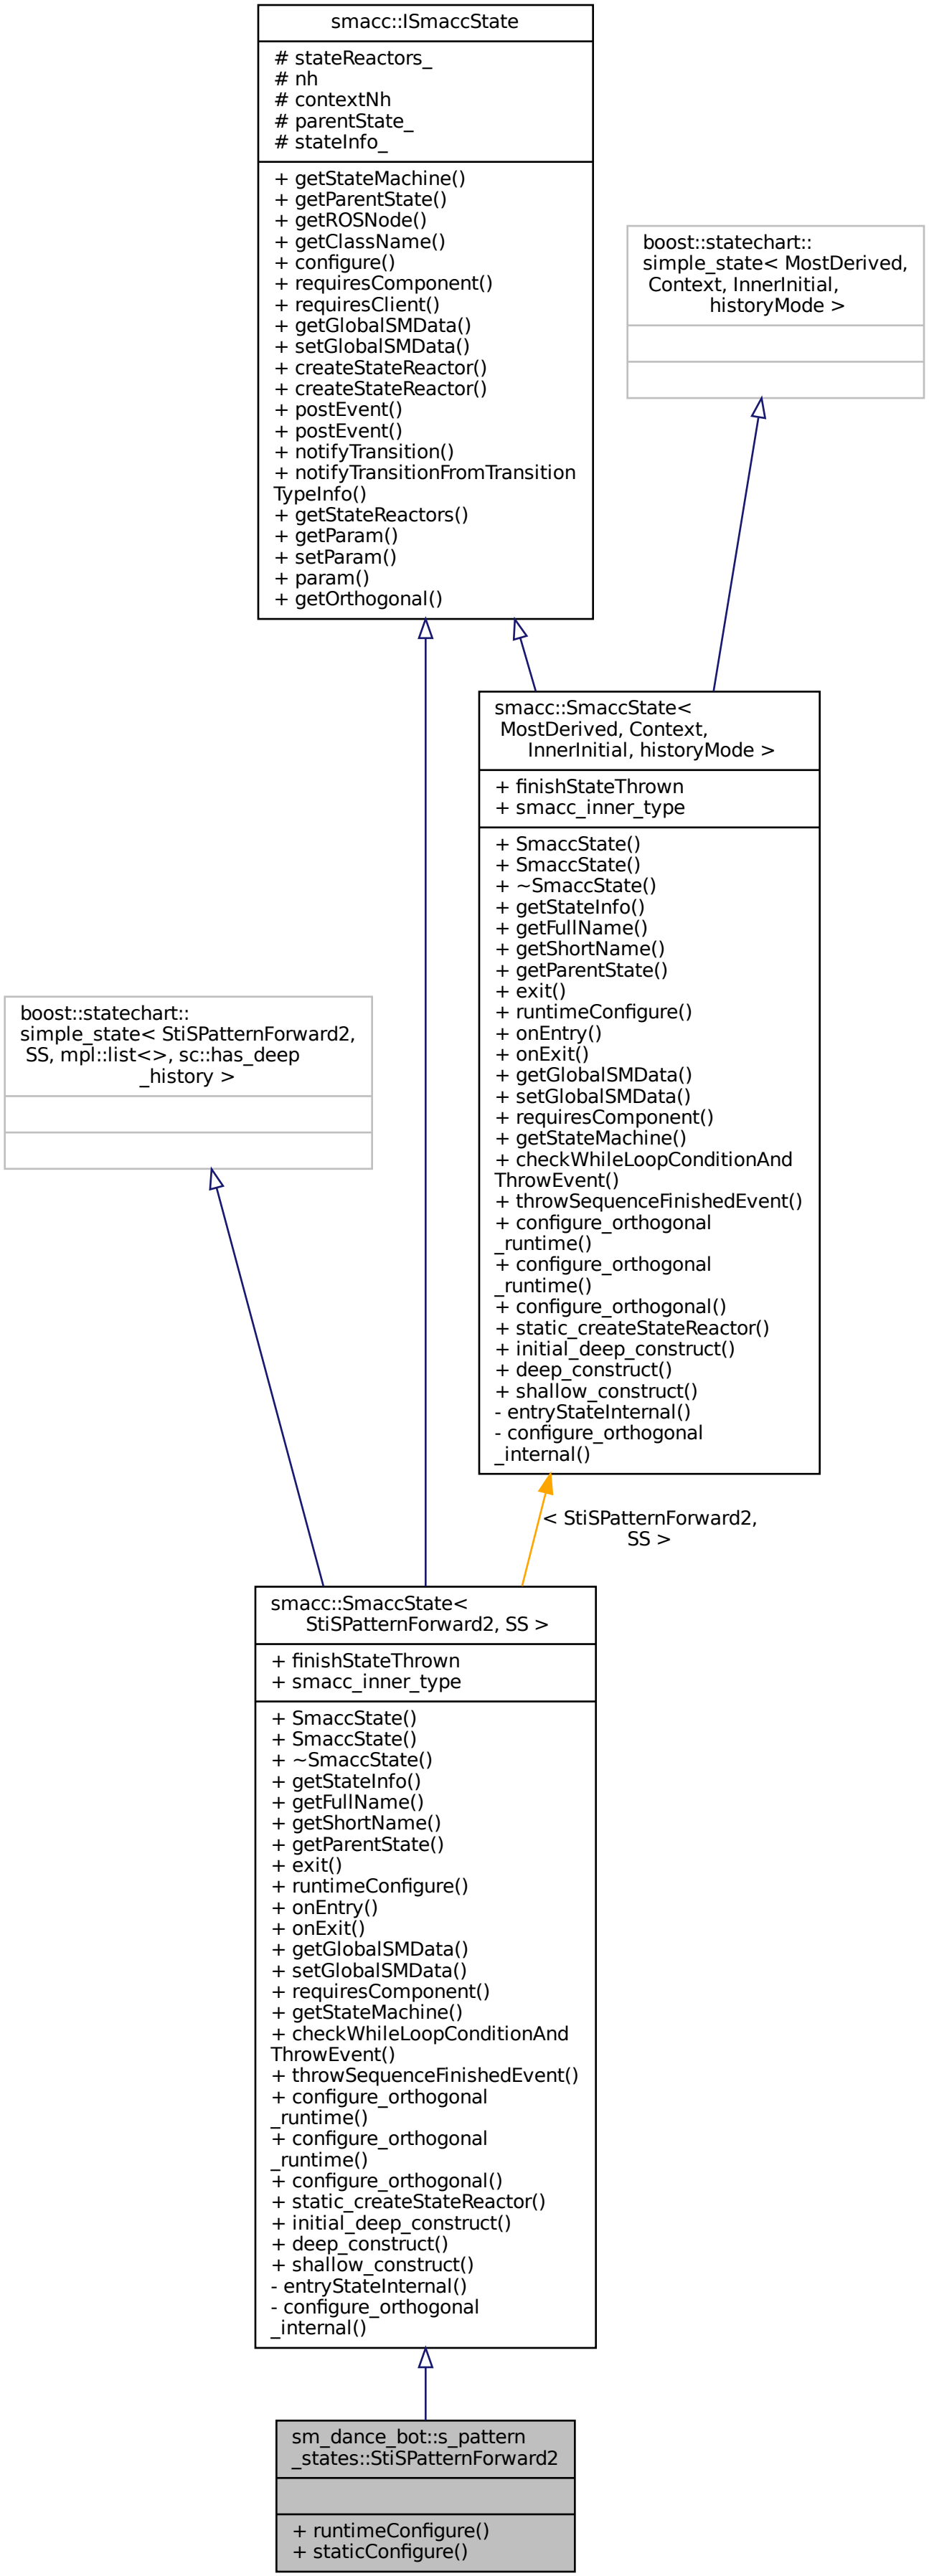 smacc::ISmaccState
# stateReactors_
# nh
# contextNh
# parentState_
# stateInfo_
+ getStateMachine()
+ getParentState()
+ getROSNode()
+ getClassName()
+ configure()
+ requiresComponent()
+ requiresClient()
+ getGlobalSMData()
+ setGlobalSMData()
+ createStateReactor()
+ createStateReactor()
+ postEvent()
+ postEvent()
+ notifyTransition()
+ notifyTransitionFromTransition
TypeInfo()
+ getStateReactors()
+ getParam()
+ setParam()
+ param()
+ getOrthogonal()
boost::statechart::
simple_state< MostDerived,
Context, InnerInitial,
historyMode >
smacc::SmaccState<
MostDerived, Context,
InnerInitial, historyMode >
+ finishStateThrown
+ smacc_inner_type
+ SmaccState()
+ SmaccState()
+ ~SmaccState()
+ getStateInfo()
+ getFullName()
+ getShortName()
+ getParentState()
+ exit()
+ runtimeConfigure()
+ onEntry()
+ onExit()
+ getGlobalSMData()
+ setGlobalSMData()
+ requiresComponent()
+ getStateMachine()
+ checkWhileLoopConditionAnd
ThrowEvent()
+ throwSequenceFinishedEvent()
+ configure_orthogonal
_runtime()
+ configure_orthogonal
_runtime()
+ configure_orthogonal()
+ static_createStateReactor()
+ initial_deep_construct()
+ deep_construct()
+ shallow_construct()
- entryStateInternal()
- configure_orthogonal
_internal()
boost::statechart::
simple_state< StiSPatternForward2,
SS, mpl::list<>, sc::has_deep
_history >
< StiSPatternForward2,
SS >
smacc::SmaccState<
StiSPatternForward2, SS >
+ finishStateThrown
+ smacc_inner_type
+ SmaccState()
+ SmaccState()
+ ~SmaccState()
+ getStateInfo()
+ getFullName()
+ getShortName()
+ getParentState()
+ exit()
+ runtimeConfigure()
+ onEntry()
+ onExit()
+ getGlobalSMData()
+ setGlobalSMData()
+ requiresComponent()
+ getStateMachine()
+ checkWhileLoopConditionAnd
ThrowEvent()
+ throwSequenceFinishedEvent()
+ configure_orthogonal
_runtime()
+ configure_orthogonal
_runtime()
+ configure_orthogonal()
+ static_createStateReactor()
+ initial_deep_construct()
+ deep_construct()
+ shallow_construct()
- entryStateInternal()
- configure_orthogonal
_internal()
sm_dance_bot::s_pattern
_states::StiSPatternForward2
+ runtimeConfigure()
+ staticConfigure()